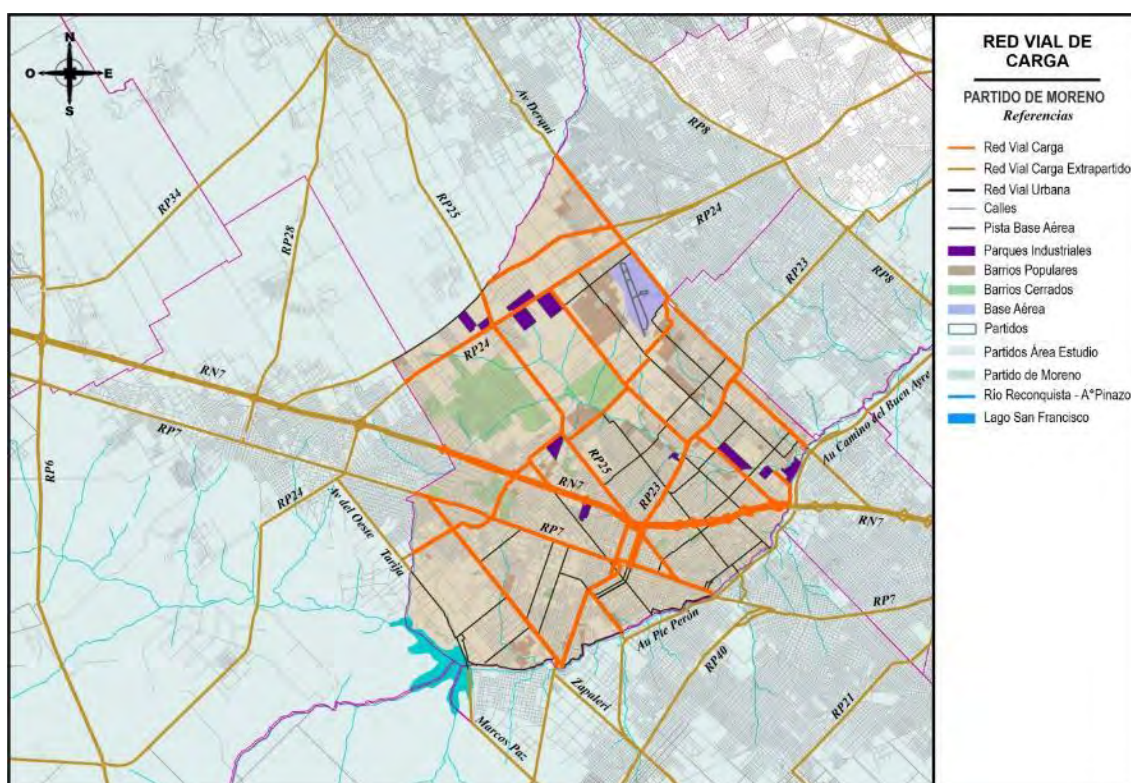 RED VIAL DE
CARGA
PARTIDO DE MORENO
Referencias
Red Vial Carga
Red Vial Carga Extrapartido
Red Vial Urbana
Calles
Pista Base Aérea
Parques Industriales
Barrios Populares
Barrios Cerrados
Base Aérea
Partidos
Partidos Área Estudio
Partido de Moreno
Río Reconquista - A°Pinazo
Lago San Francisco
N
O
E
S
Av Derqui
RP8
RP34
RP25
RP28
RP24
RP23
RP8
RP24
RN7
RP7
Au Camino del Buen Ayre
RP6
RP25
RP23
RN7
RP24
Av del Oeste
RP7
RN7
Tarija
RP7
Au Pte Perón
RP40
Zapaleri
RP21
Marcos Paz